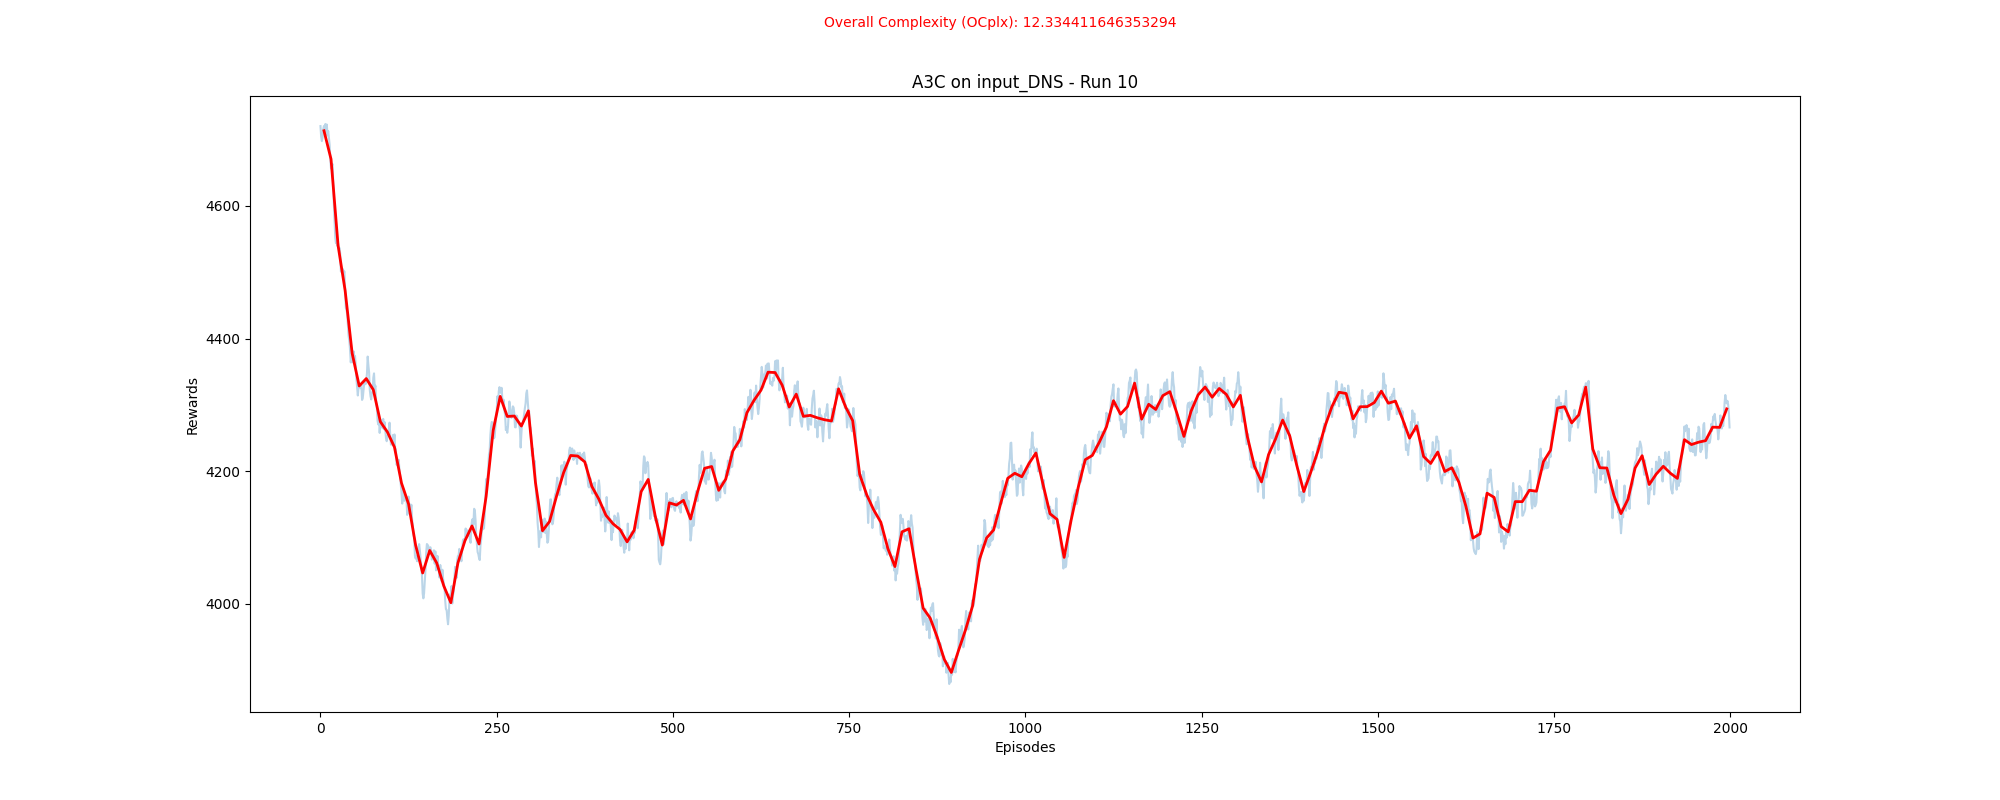 Overall Complexity (OCplx): 12.334411646353294
A3C on input_DNS - Run 10
Rewards
4600
4400
4200
4000
0 250 500 750 1000 1250 1500 1750 2000
Episodes